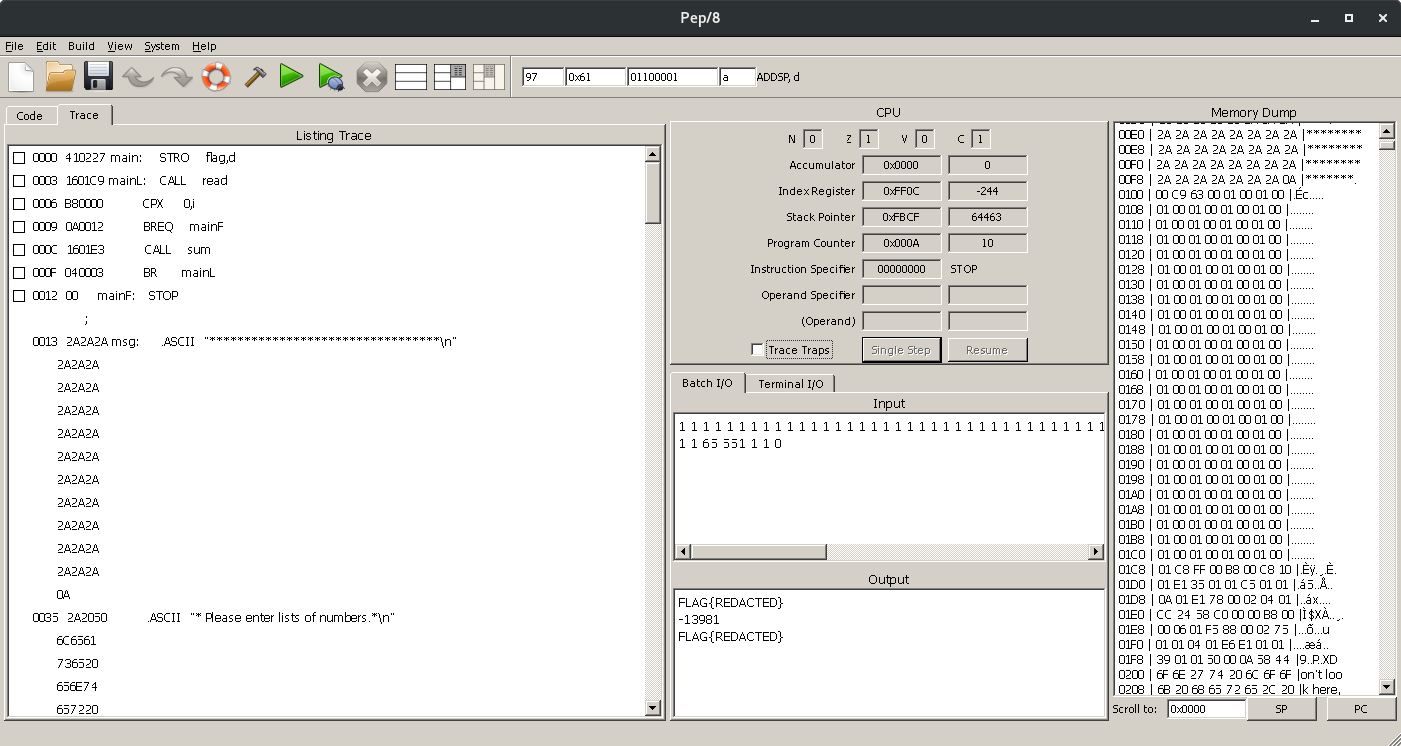 Pep/8
File Edit Build View System Help
97 0x61 01100001 a ADDSP, d
Code Trace
Listing Trace
0000 410227 main: STRO flag,d
0003 1601C9 mainL: CALL read
0006 B80000 CPX 0,i
0009 0A0012 BREQ mainF
000C 1601E3 CALL sum
000F 040003 BR mainL
0012 00 mainF: STOP
;
0013 2A2A2A msg: .ASCII "*********************************\n"
2A2A2A
2A2A2A
2A2A2A
2A2A2A
2A2A2A
2A2A2A
2A2A2A
2A2A2A
2A2A2A
2A2A2A
0A
0035 2A2050 .ASCII "* Please enter lists of numbers.*\n"
6C6561
736520
656E74
657220
CPU
N 0 Z 1 V 0 C 1
Accumulator 0x0000 0
Index Register 0xFF0C -244
Stack Pointer 0xFBCF 64463
Program Counter 0x000A 10
Instruction Specifier 00000000 STOP
Operand Specifier
(Operand)
Trace Traps Single Step Resume
Batch I/O Terminal I/O
Input
1 1 1 1 1 1 1 1 1 1 1 1 1 1 1 1 1 1 1 1 1 1 1 1 1 1 1 1 1 1 1 1 1 1 1 1
1 1 65 551 1 1 0
Output
FLAG{REDACTED}
-13981
FLAG{REDACTED}
Memory Dump
00E0 | 2A 2A 2A 2A 2A 2A 2A 2A |********
00E8 | 2A 2A 2A 2A 2A 2A 2A 2A |********
00F0 | 2A 2A 2A 2A 2A 2A 2A 2A |********
00F8 | 2A 2A 2A 2A 2A 2A 2A 0A |*******.
0100 | 00 C9 63 00 01 00 01 00 |.Éc.....
0108 | 01 00 01 00 01 00 01 00 |........
0110 | 01 00 01 00 01 00 01 00 |........
0118 | 01 00 01 00 01 00 01 00 |........
0120 | 01 00 01 00 01 00 01 00 |........
0128 | 01 00 01 00 01 00 01 00 |........
0130 | 01 00 01 00 01 00 01 00 |........
0138 | 01 00 01 00 01 00 01 00 |........
0140 | 01 00 01 00 01 00 01 00 |........
0148 | 01 00 01 00 01 00 01 00 |........
0150 | 01 00 01 00 01 00 01 00 |........
0158 | 01 00 01 00 01 00 01 00 |........
0160 | 01 00 01 00 01 00 01 00 |........
0168 | 01 00 01 00 01 00 01 00 |........
0170 | 01 00 01 00 01 00 01 00 |........
0178 | 01 00 01 00 01 00 01 00 |........
0180 | 01 00 01 00 01 00 01 00 |........
0188 | 01 00 01 00 01 00 01 00 |........
0190 | 01 00 01 00 01 00 01 00 |........
0198 | 01 00 01 00 01 00 01 00 |........
01A0 | 01 00 01 00 01 00 01 00 |........
01A8 | 01 00 01 00 01 00 01 00 |........
01B0 | 01 00 01 00 01 00 01 00 |........
01B8 | 01 00 01 00 01 00 01 00 |........
01C0 | 01 00 01 00 01 00 01 00 |........
01C8 | 01 C8 FF 00 B8 00 C8 10 |.Èÿ.¸.È.
01D0 | 01 E1 35 01 01 C5 01 01 |.á5..Å..
01D8 | 0A 01 E1 78 00 02 04 01 |..áx....
01E0 | CC 24 58 C0 00 00 B8 00 |Ì$XÀ..¸.
01E8 | 00 06 01 F5 88 00 02 75 |...õ...u
01F0 | 01 01 04 01 E6 E1 01 01 |....æá..
01F8 | 39 01 01 50 00 0A 58 44 |9..P..XD
0200 | 6F 6E 27 74 20 6C 6F 6F |on't loo
0208 | 6B 20 68 65 72 65 2C 20 |k here,
Scroll to: 0x0000 SP PC